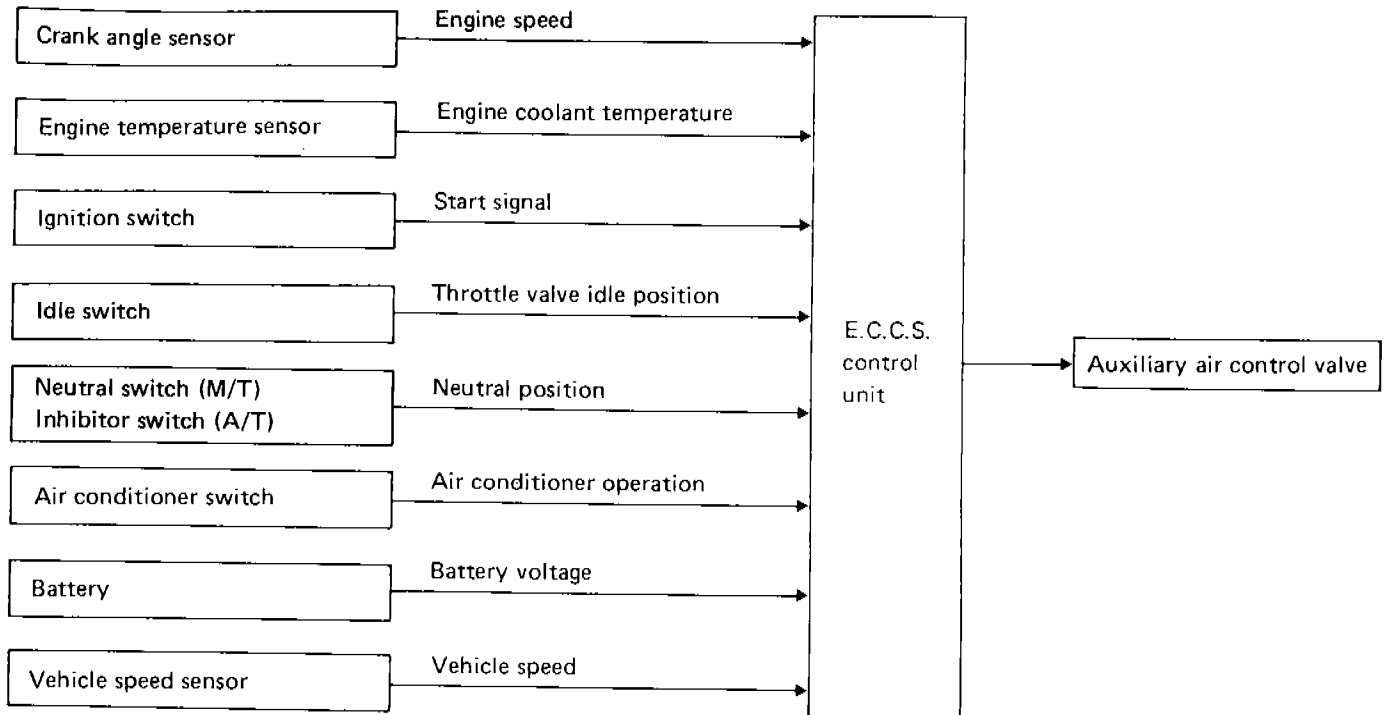 Crank angle sensor
Engine speed
Engine temperature sensor
Engine coolant temperature
Ignition switch
Start signal
Idle switch
Throttle valve idle position
Neutral switch (M/T)
Inhibitor switch (A/T)
Neutral position
Air conditioner switch
Air conditioner operation
Battery
Battery voltage
Vehicle speed sensor
Vehicle speed
E.C.C.S.
control
unit
Auxiliary air control valve